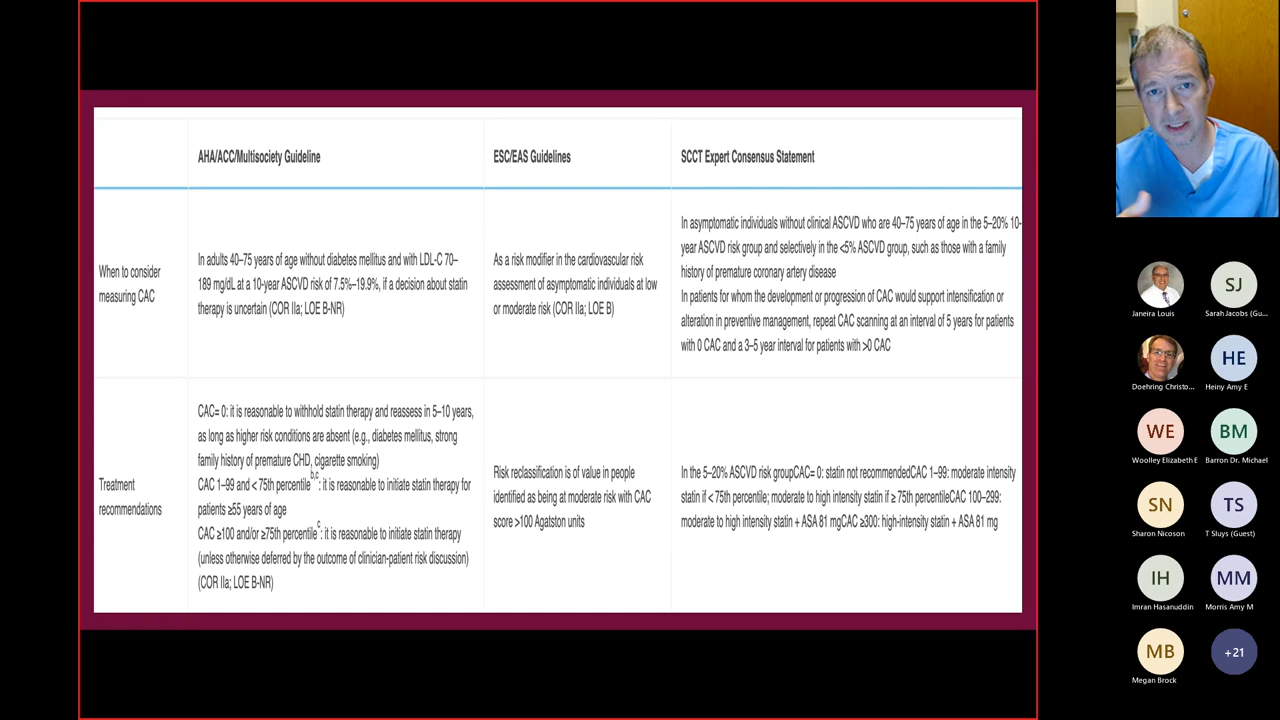 AHA/ACC/Multisociety Guideline
ESC/EAS Guidelines
SCCT Expert Consensus Statement
When to consider
measuring CAC
In adults 40–75 years of age without diabetes mellitus and with LDL-C 70–
189 mg/dL at a 10-year ASCVD risk of 7.5%–19.9%, if a decision about statin
therapy is uncertain (COR IIa; LOE B-NR)
As a risk modifier in the cardiovascular risk
assessment of asymptomatic individuals at low
or moderate risk (COR IIa; LOE B)
In asymptomatic individuals without clinical ASCVD who are 40–75 years of age in the 5–20% 10-
year ASCVD risk group and selectively in the <5% ASCVD group, such as those with a family
history of premature coronary artery disease
In patients for whom the development or progression of CAC would support intensification or
alteration in preventive management, repeat CAC scanning at an interval of 5 years for patients
with 0 CAC and a 3–5 year interval for patients with >0 CAC
Treatment
recommendations
CAC= 0: it is reasonable to withhold statin therapy and reassess in 5–10 years,
as long as higher risk conditions are absent (e.g., diabetes mellitus, strong
family history of premature CHD, cigarette smoking)
CAC 1–99 and < 75th percentile b,c: it is reasonable to initiate statin therapy for
patients ≥55 years of age
CAC ≥100 and/or ≥75th percentile c: it is reasonable to initiate statin therapy
(unless otherwise deferred by the outcome of clinician-patient risk discussion)
(COR IIa; LOE B-NR)
Risk reclassification is of value in people
identified as being at moderate risk with CAC
score >100 Agatston units
In the 5–20% ASCVD risk groupCAC= 0: statin not recommendedCAC 1–99: moderate intensity
statin if < 75th percentile; moderate to high intensity statin if ≥ 75th percentileCAC 100–299:
moderate to high intensity statin + ASA 81 mgCAC ≥300: high-intensity statin + ASA 81 mg
Janeira Louis
SJ
Sarah Jacobs (Gu...
Doehring Christo...
HE
Heiny Amy E
WE
Woolley Elizabeth E
BM
Barron Dr. Michael
SN
Sharon Nicoson
TS
T Sluys (Guest)
IH
Imran Hasanuddin
MM
Morris Amy M
MB
Megan Brock
+21